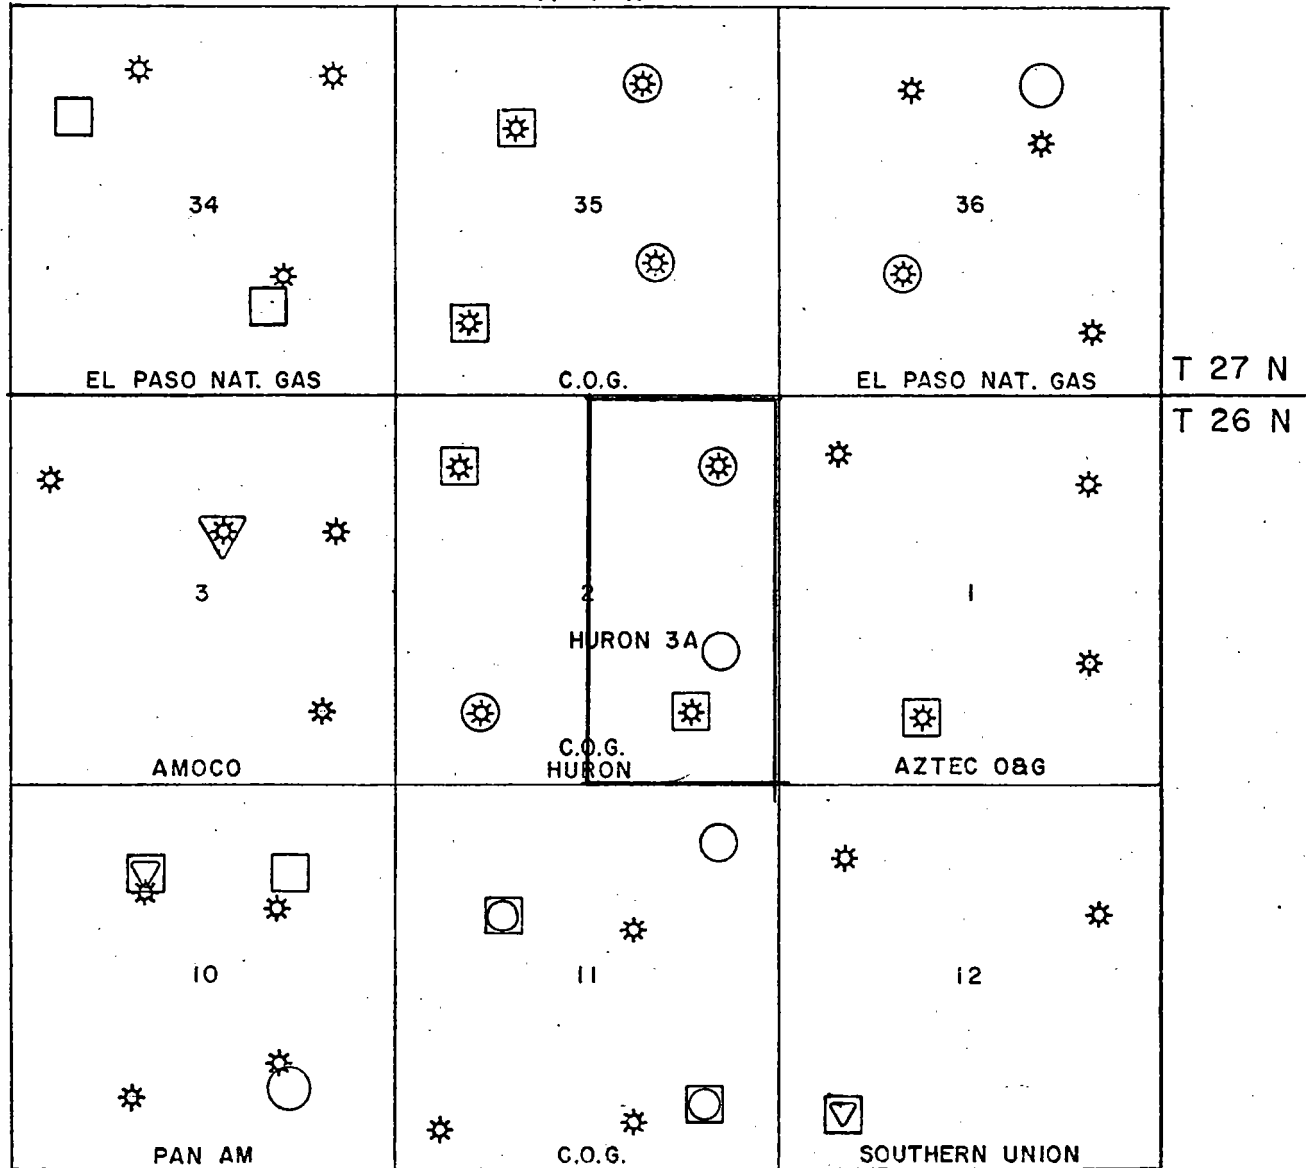 34
35
36
EL PASO NAT. GAS
C.O.G.
EL PASO NAT. GAS
T 27 N
T 26 N
3
2
1
HURON 3A
AMOCO
C.O.G.
HURON
AZTEC O&G
10
11
12
PAN AM
C.O.G.
SOUTHERN UNION